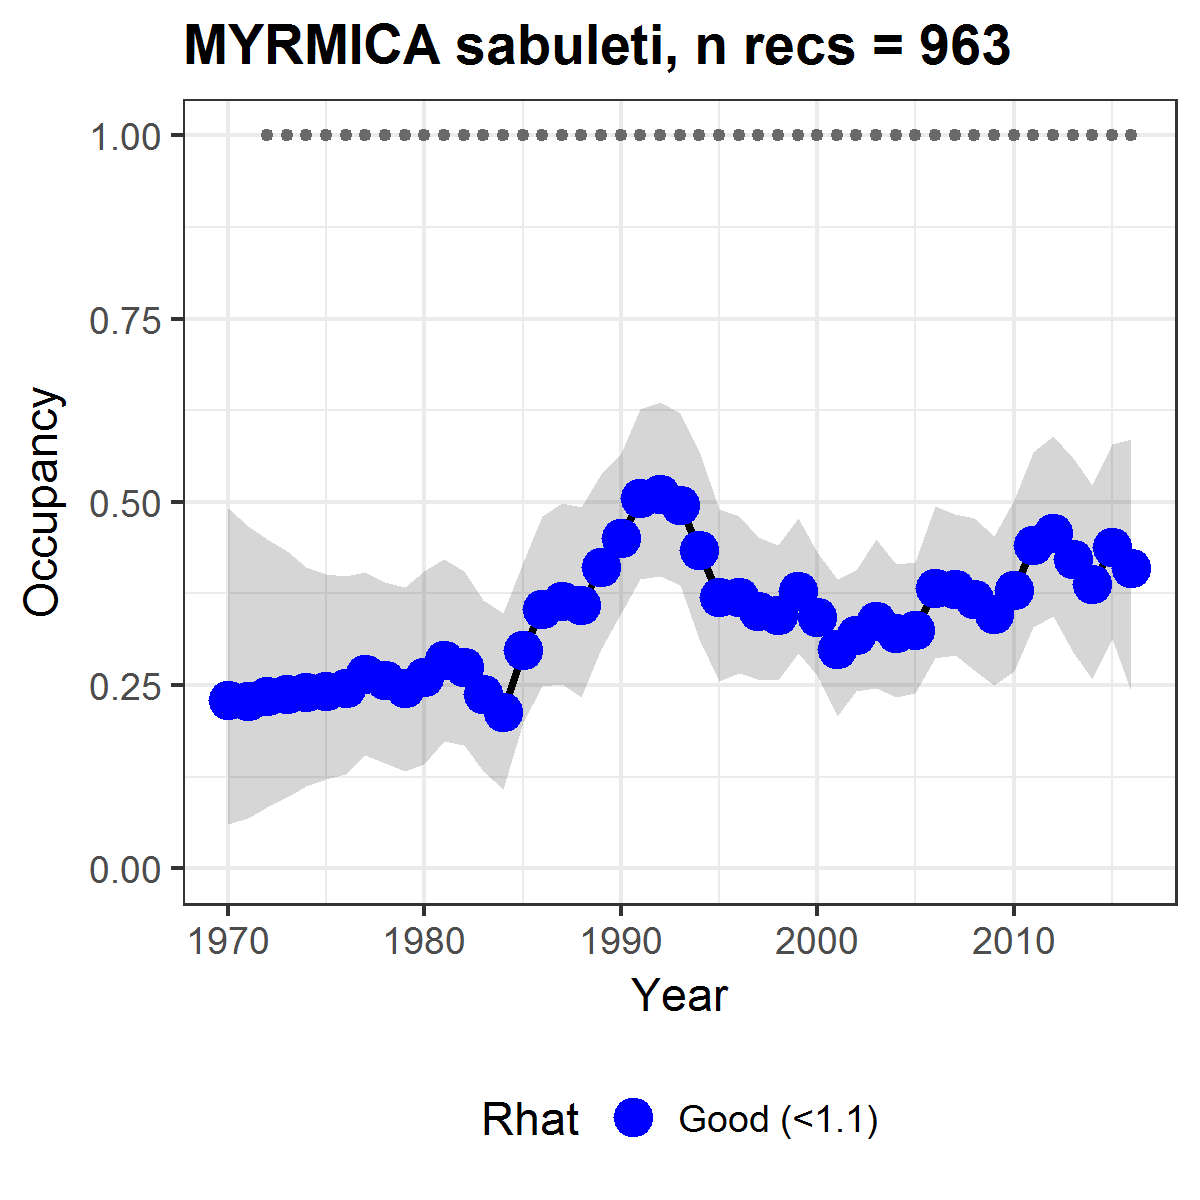 MYRMICA sabuleti, n recs = 963
1.00
0.75
0.50
0.25
0.00
Occupancy
1970 1980 1990 2000 2010
Year
Rhat Good (<1.1)